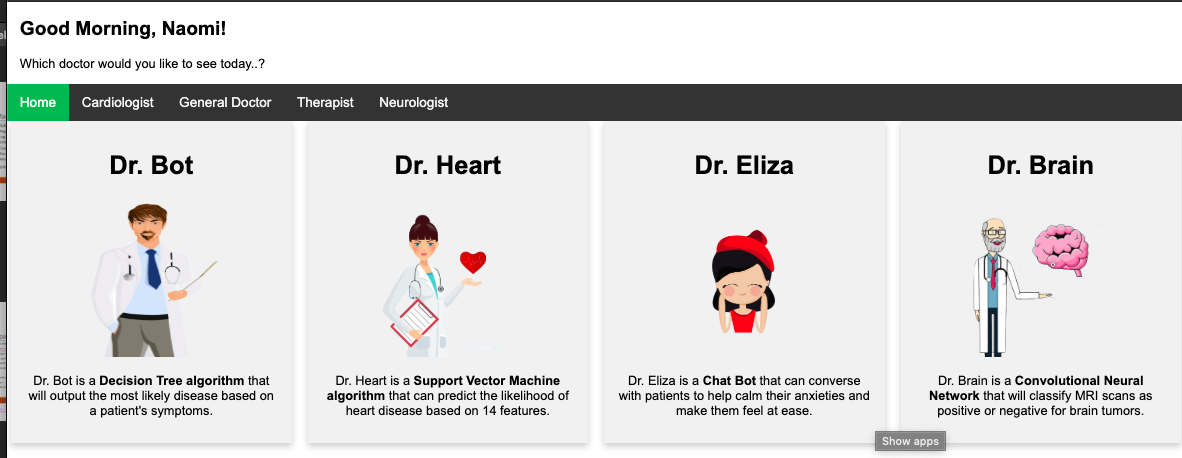 Good Morning, Naomi!
Which doctor would you like to see today..?
Home Cardiologist General Doctor Therapist Neurologist
Dr. Bot
Dr. Bot is a Decision Tree algorithm that
will output the most likely disease based on
a patient's symptoms.
Dr. Heart
Dr. Heart is a Support Vector Machine
algorithm that can predict the likelihood of
heart disease based on 14 features.
Dr. Eliza
Dr. Eliza is a Chat Bot that can converse
with patients to help calm their anxieties and
make them feel at ease.
Dr. Brain
Dr. Brain is a Convolutional Neural
Network that will classify MRI scans as
positive or negative for brain tumors.
Show apps